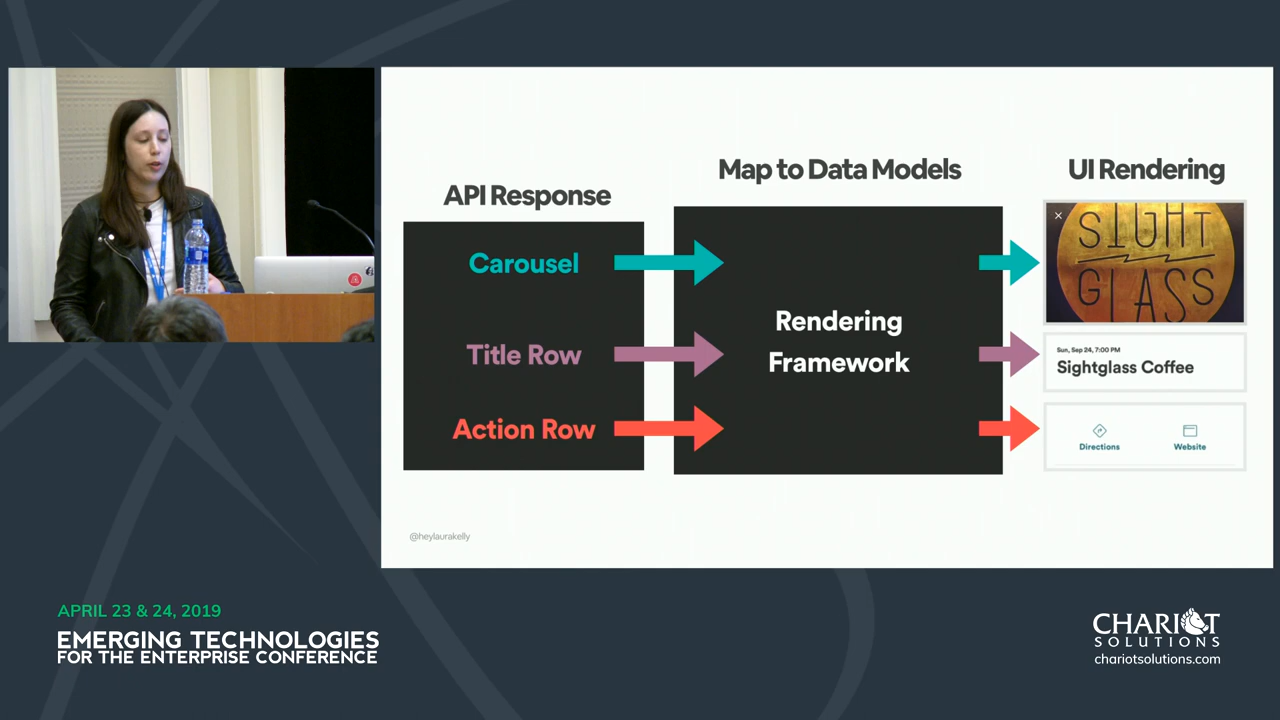 API Response
Carousel
Title Row
Action Row
Map to Data Models
Rendering
Framework
UI Rendering
SIGHT
GLASS
Sun, Sep 24, 7:00 PM
Sightglass Coffee
Directions
Website
@heylaurakelly
APRIL 23 & 24, 2019
EMERGING TECHNOLOGIES
FOR THE ENTERPRISE CONFERENCE
CHARIOT
SOLUTIONS
chariotsolutions.com